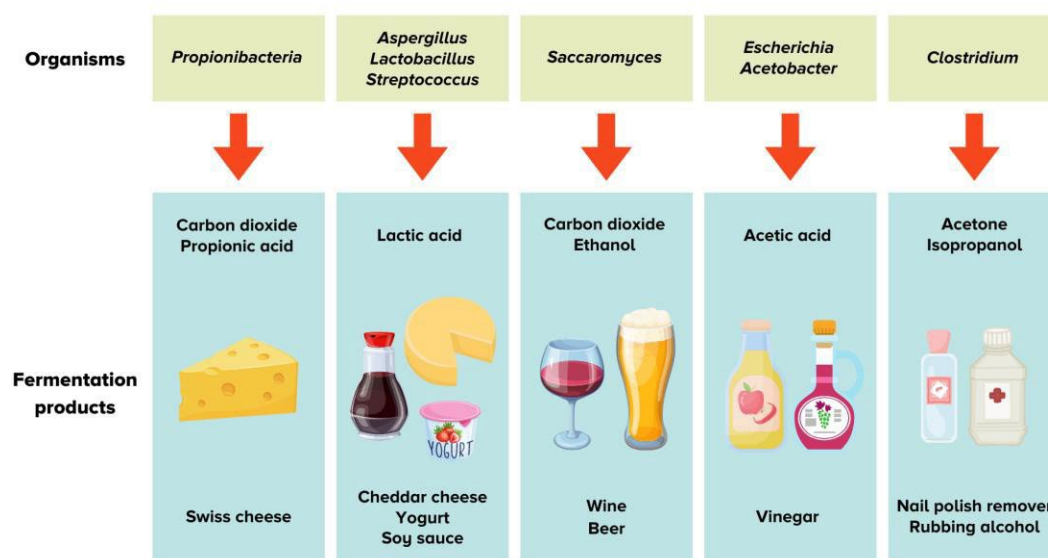 Organisms
Propionibacteria
Aspergillus
Lactobacillus
Streptococcus
Saccaromyces
Escherichia
Acetobacter
Clostridium
Fermentation
products
Carbon dioxide
Propionic acid
Swiss cheese
Lactic acid
YOGURT
Cheddar cheese
Yogurt
Soy sauce
Carbon dioxide
Ethanol
Wine
Beer
Acetic acid
Vinegar
Acetone
Isopropanol
Nail polish remover
Rubbing alcohol